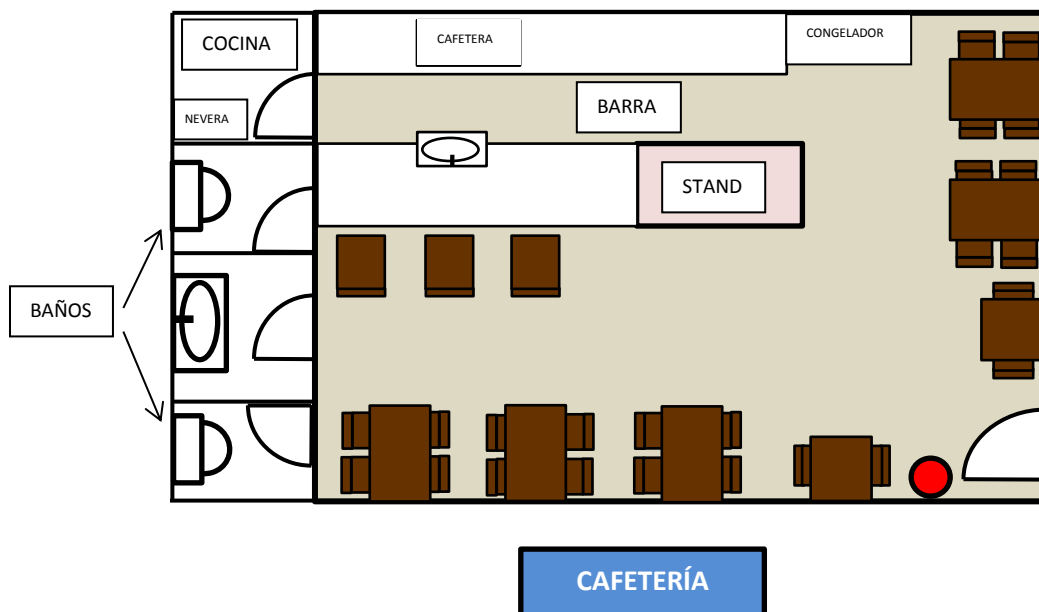 COCINA
CAFETERA
CONGELADOR
NEVERA
BARRA
STAND
BAÑOS
CAFETERÍA